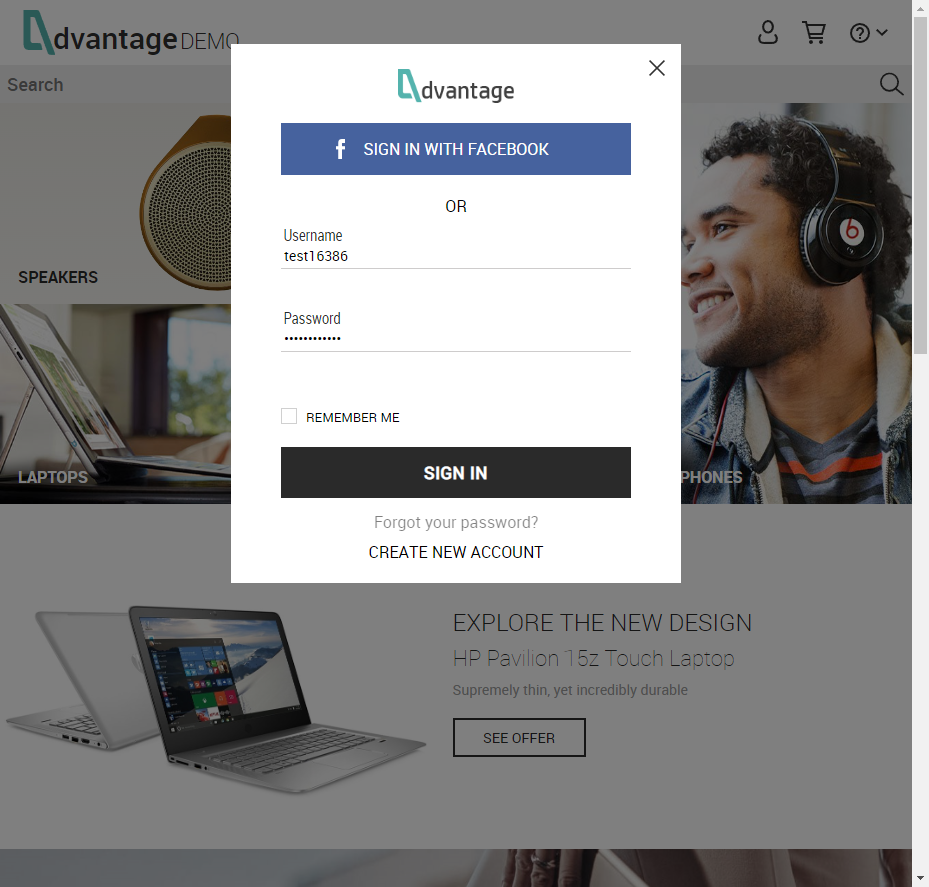 dvantage DEMO
Search
dvantage
SIGN IN WITH FACEBOOK
OR
Username
test16386
Password
••••••••••••
REMEMBER ME
SIGN IN
Forgot your password?
CREATE NEW ACCOUNT
SPEAKERS
LAPTOPS
PHONES
EXPLORE THE NEW DESIGN
HP Pavilion 15z Touch Laptop
Supremely thin, yet incredibly durable
SEE OFFER